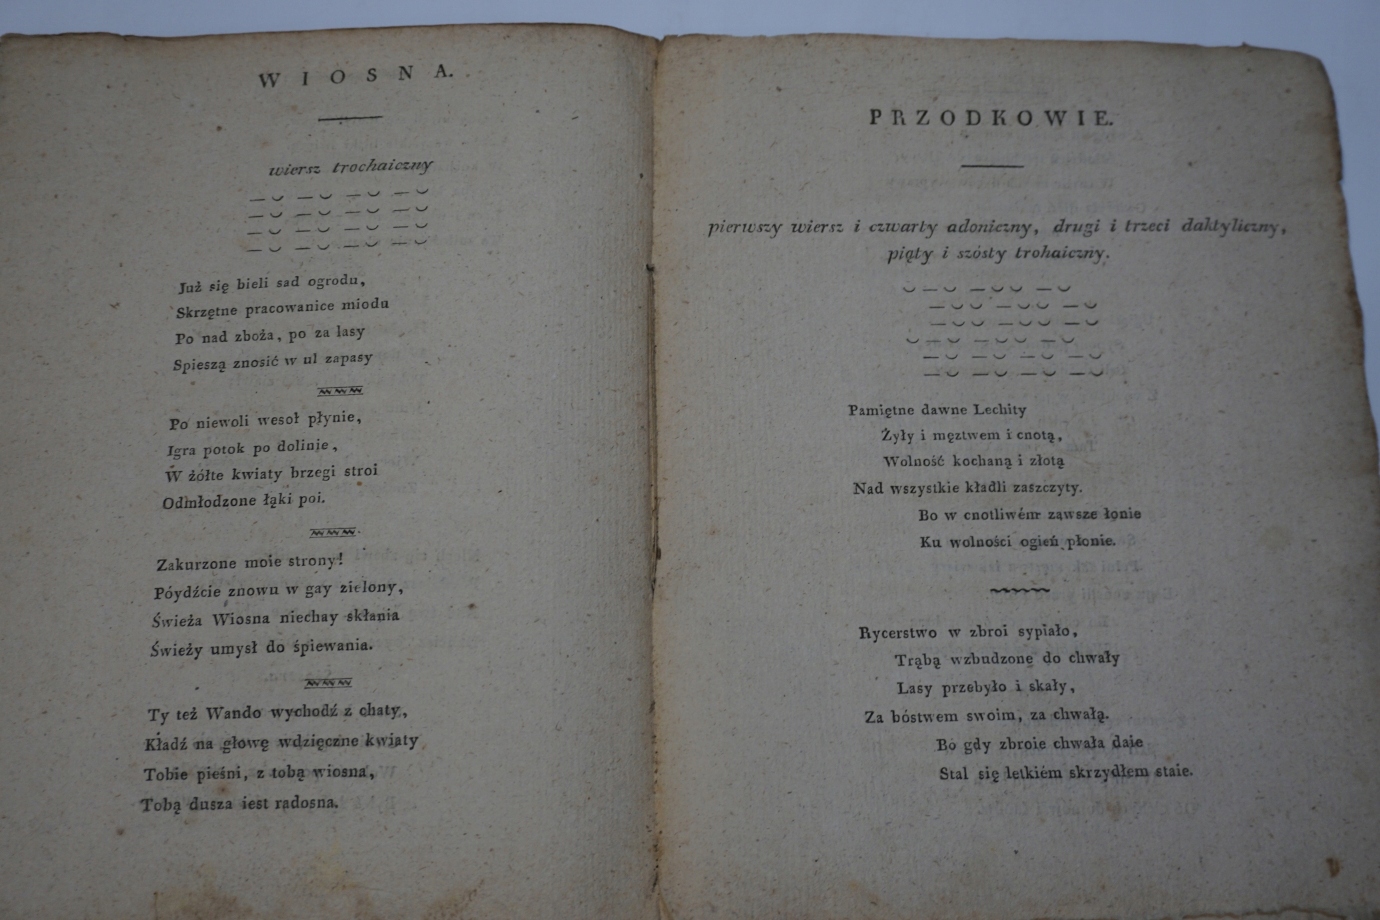 WIOSNA.
wiersz trochaiczny
— ◡ — ◡ — ◡ — ◡
— ◡ — ◡ — ◡ — ◡
— ◡ — ◡ — ◡ — ◡
— ◡ — ◡ — ◡ — ◡
Już się bieli sad ogrodu,
Skrzętne pracowanice miodu
Po nad zboża, po za lasy
Spieszą znosić w ul zapasy
Po niewoli wesoł płynie,
Igra potok po dolinie,
W żółte kwiaty brzegi stroi
Odmłodzone łąki poi.
Zakurzone moie strony!
Póydźcie znowu w gay zielony,
Świeża Wiosna niechay skłania
Świeży umysł do śpiewania.
Ty też Wando wychodź z chaty,
Kładź na głowę wdzięczne kwiaty
Tobie pieśni, z tobą wiosna,
Tobą dusza iest radosna.
PRZODKOWIE.
pierwszy wiersz i czwarty adoniczny, drugi i trzeci daktyliczny,
piąty i szósty trohaiczny.
◡ — ◡ — ◡ ◡ — ◡
— ◡ ◡ — ◡ ◡ — ◡
— ◡ ◡ — ◡ ◡ — ◡
◡ — ◡ — ◡ ◡ — ◡
— ◡ — ◡ — ◡ — ◡
— ◡ — ◡ — ◡ — ◡
Pamiętne dawne Lechity
Żyły i męztwem i cnotą,
Wolność kochaną i złotą
Nad wszystkie kładli zaszczyty.
Bo w cnotliwém zawsze łonie
Ku wolności ogień płonie.
Rycerstwo w zbroi sypiało,
Trąbą wzbudzone do chwały
Lasy przebyło i skały,
Za bóstwem swoim, za chwałą.
Bo gdy zbroie chwała daie
Stal się letkiém skrzydłem staie.